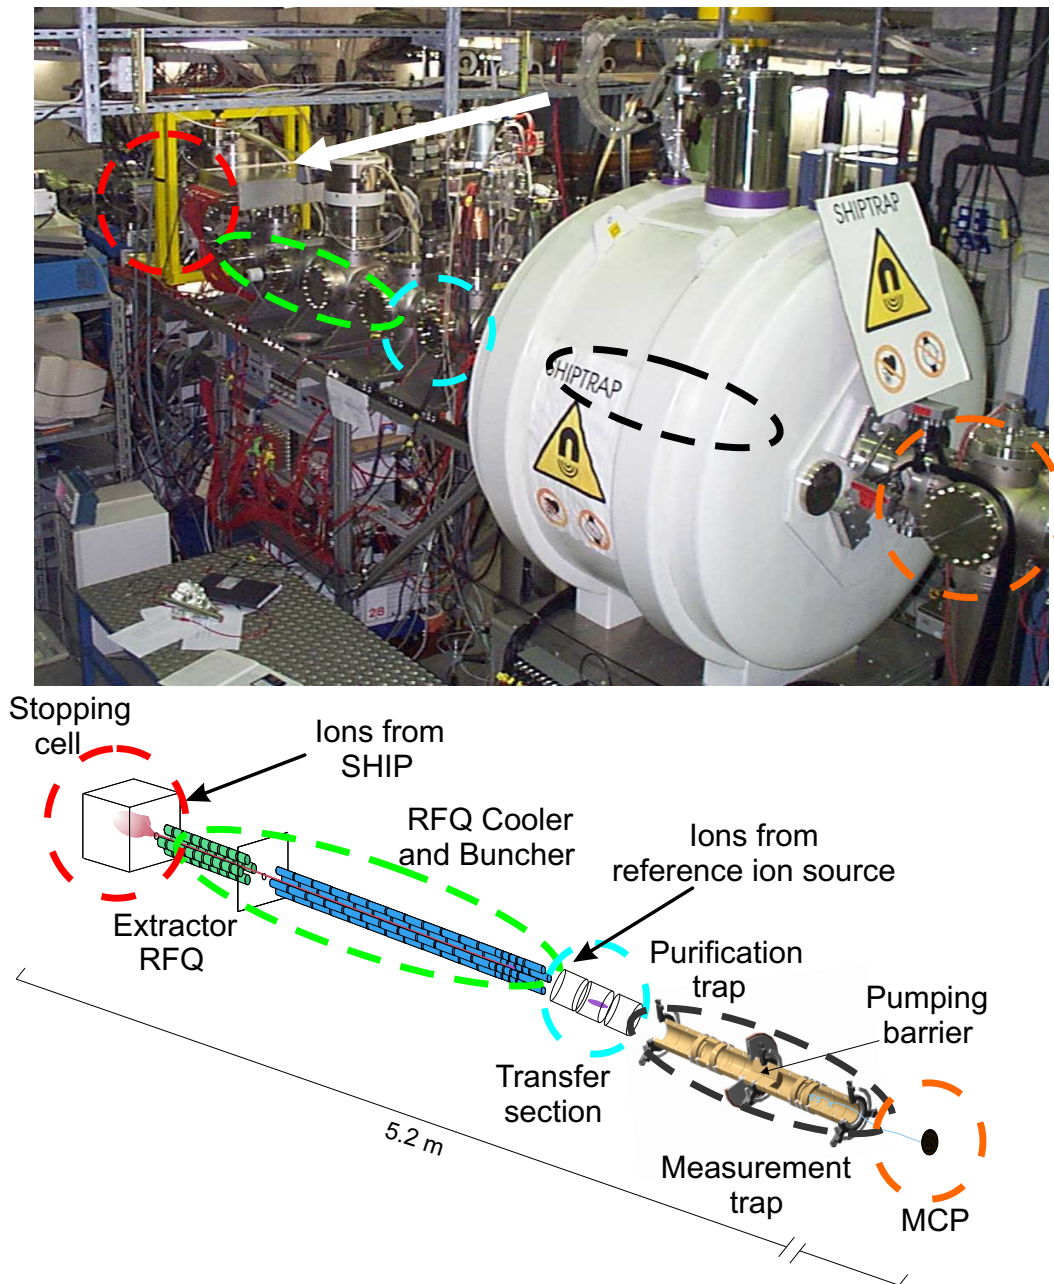 SHIPTRAP
SHIPTRAP
28
Stopping
cell
Ions from
SHIP
RFQ Cooler
and Buncher
Ions from
reference ion source
Extractor
RFQ
Purification
trap
Pumping
barrier
Transfer
section
5.2 m
Measurement
trap
MCP